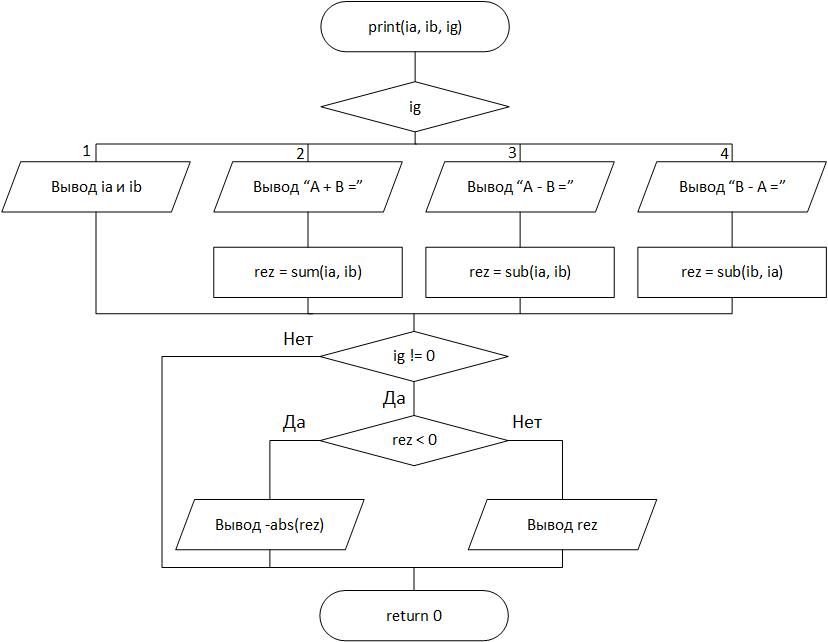 print(ia, ib, ig)
ig
1
2
3
4
Вывод ia и ib
Вывод “A + B =”
Вывод “A - B =”
Вывод “B - A =”
rez = sum(ia, ib)
rez = sub(ia, ib)
rez = sub(ib, ia)
Нет
ig != 0
Да
Да
rez < 0
Нет
Вывод -abs(rez)
Вывод rez
return 0